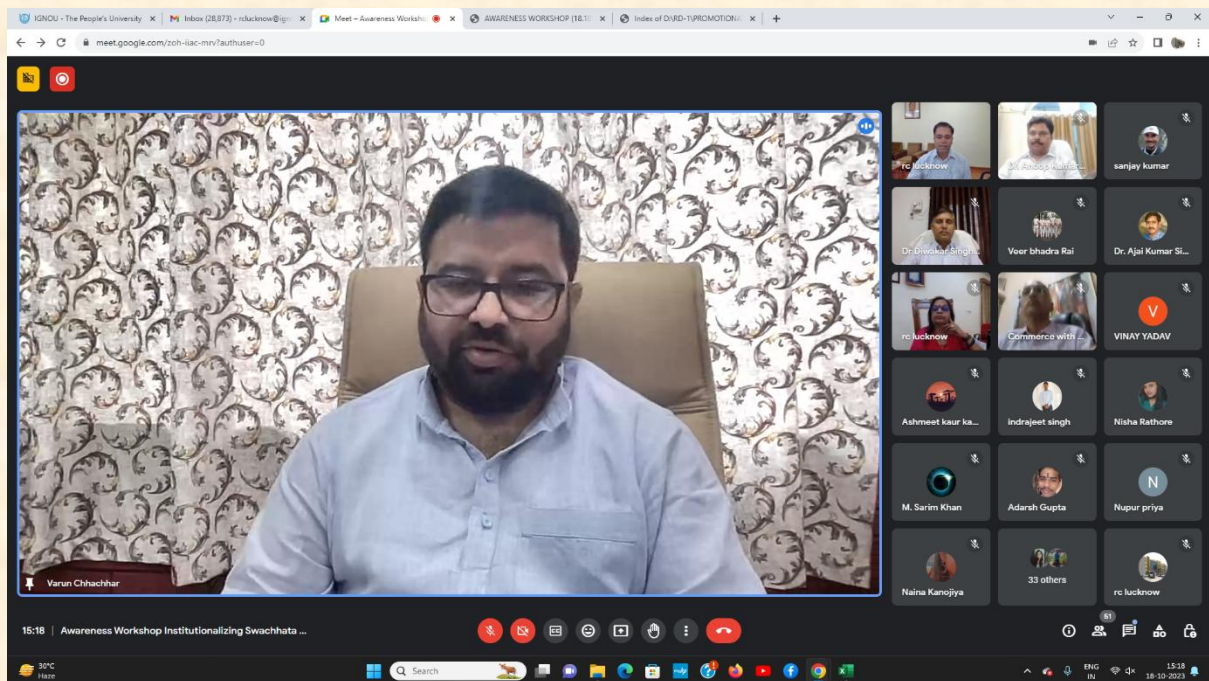 IGNOU - The People's University
Inbox (28,873) - rclucknow@ign
Meet – Awareness Worksho
AWARENESS WORKSHOP (18.1
Index of D:\RD-1\PROMOTIONA
meet.google.com/zoh-iiac-mrv?authuser=0
rc lucknow
Dr. Anoop Kumar...
sanjay kumar
Dr Diwakar Singh...
Veer bhadra Rai
Dr. Ajai Kumar Si...
rc lucknow
Commerce with ...
V
VINAY YADAV
Ashmeet kaur ka...
indrajeet singh
Nisha Rathore
M. Sarim Khan
Adarsh Gupta
N
Nupur priya
Naina Kanojiya
33 others
rc lucknow
Varun Chhachhar
15:18 | Awareness Workshop Institutionalizing Swachhata ...
51
30°C
Haze
Search
ENG
IN
15:18
18-10-2023